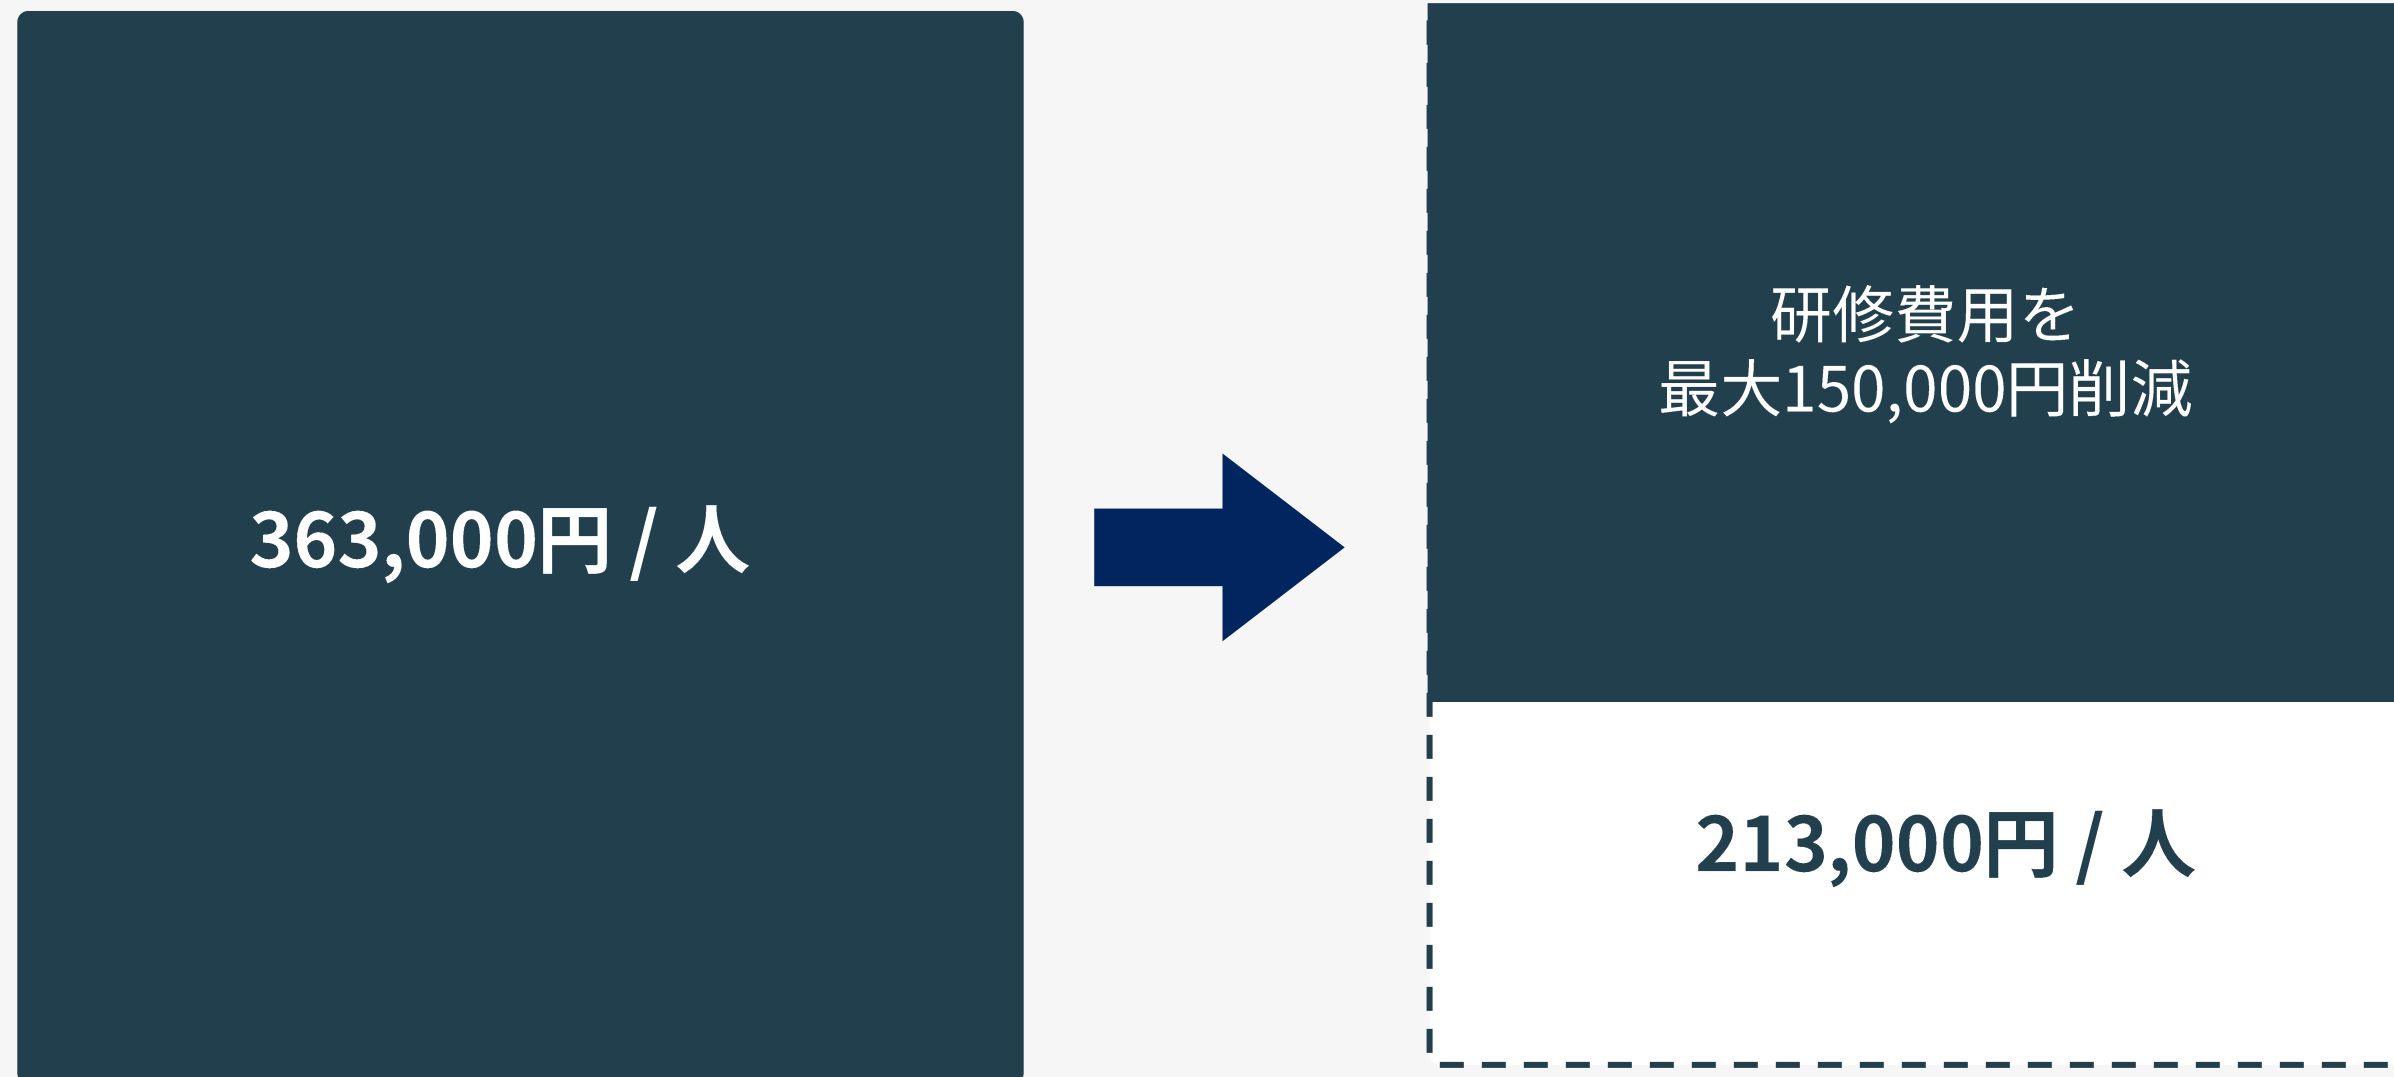 363,000円 / 人
研修費用を
最大150,000円削減
213,000円 / 人